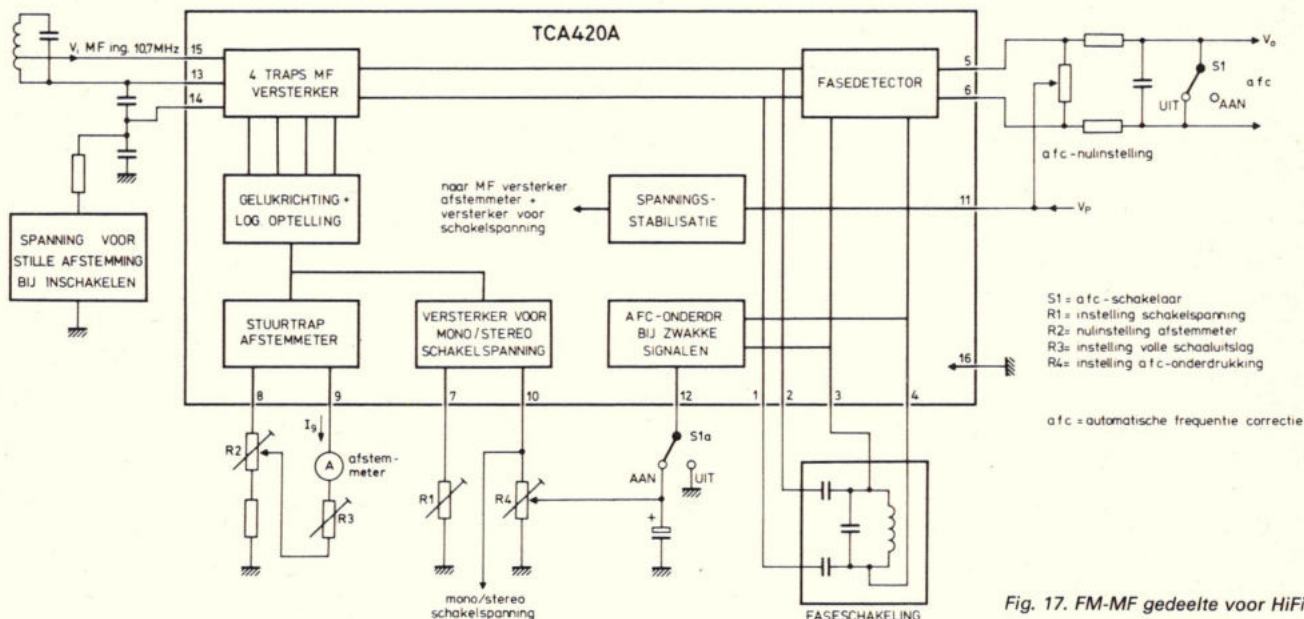 TCA420A
V, MF ing. 10,7MHz
15
13
14
4 TRAPS MF
VERSTERKER
FASEDETECTOR
5
6
Vo
S1
afc
UIT
AAN
afc-nulinstelling
GELIJKRICHTING +
LOG. OPTELLING
naar MF versterker
afstemmeter +
versterker voor
schakelspanning
SPANNINGS-
STABILISATIE
11
VP
SPANNING VOOR
STILLE AFSTEMMING
BIJ INSCHAKELEN
STUURTRAP
AFSTEMMETER
VERSTERKER VOOR
MONO/STEREO
SCHAKELSPANNING
AFC-ONDERDR
BIJ ZWAKKE
SIGNALEN
S1 = afc-schakelaar
R1 = instelling schakelspanning
R2= nulinstelling afstemmeter
R3= instelling volle schaaluitslag
R4= instelling afc-onderdrukking
16
8
9
7
10
12
1
2
3
4
afc = automatische frequentie correctie
I9
R2
A
afstem-
meter
R3
R1
R4
S1a
AAN
UIT
+
mono/stereo
schakelspanning
FASESCHAKELING
Fig. 17. FM-MF gedeelte voor HiFi